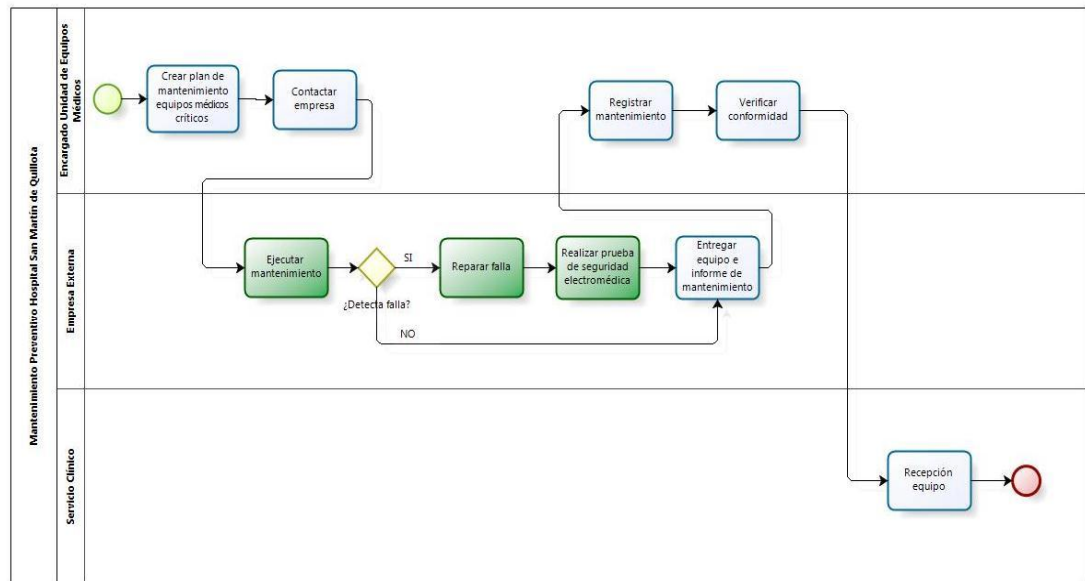 Mantenimiento Preventivo Hospital San Martín de Quillota
Encargado Unidad de Equipos
Médicos
Crear plan de
mantenimiento
equipos médicos
críticos
Contactar
empresa
Registrar
mantenimiento
Verificar
conformidad
Empresa Externa
Ejecutar
mantenimiento
¿Detecta falla?
SI
NO
Reparar falla
Realizar prueba
de seguridad
electromédica
Entregar
equipo e
informe de
mantenimiento
Servicio Clínico
Recepción
equipo